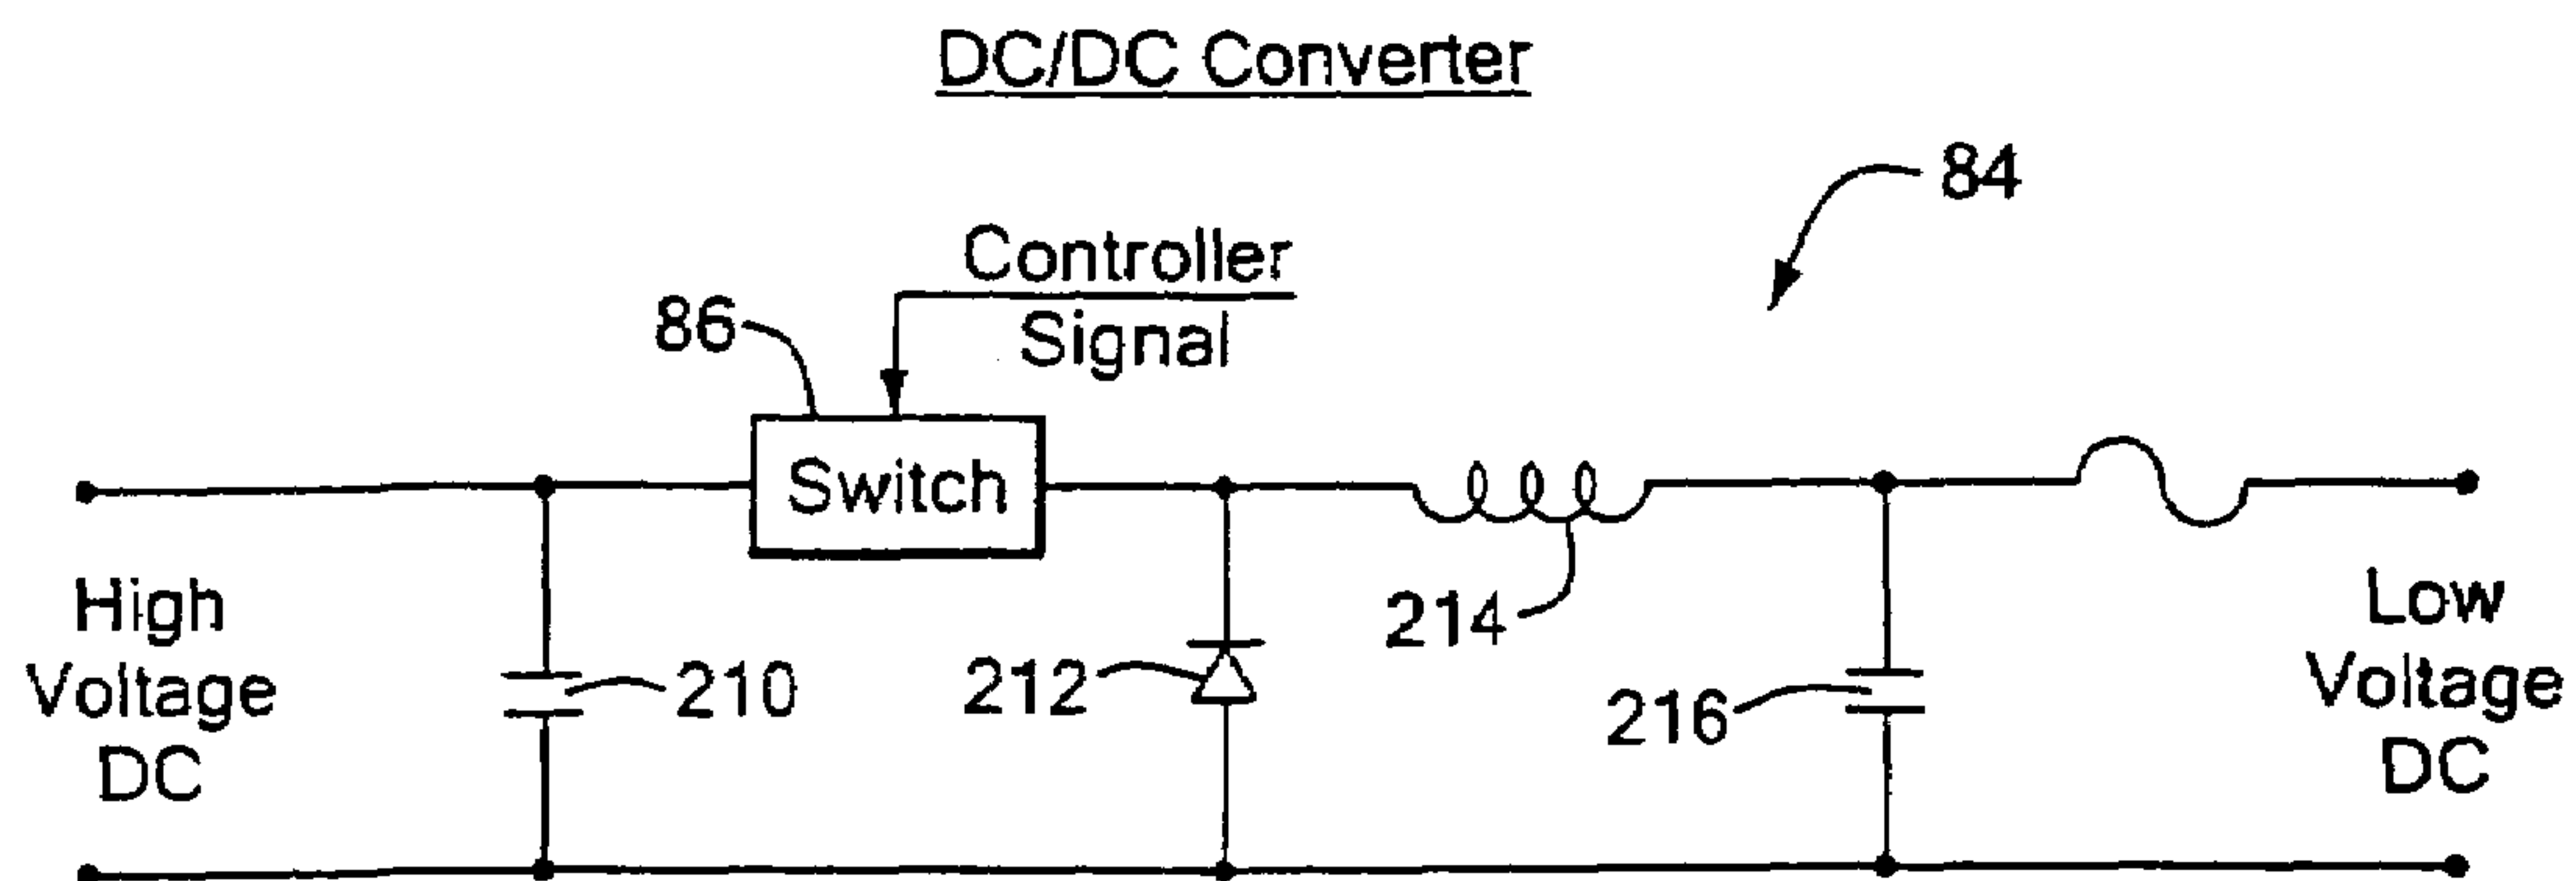 DC/DC Converter
84
Controller
Signal
86
Switch
High
Voltage
DC
210
212
214
216
Low
Voltage
DC